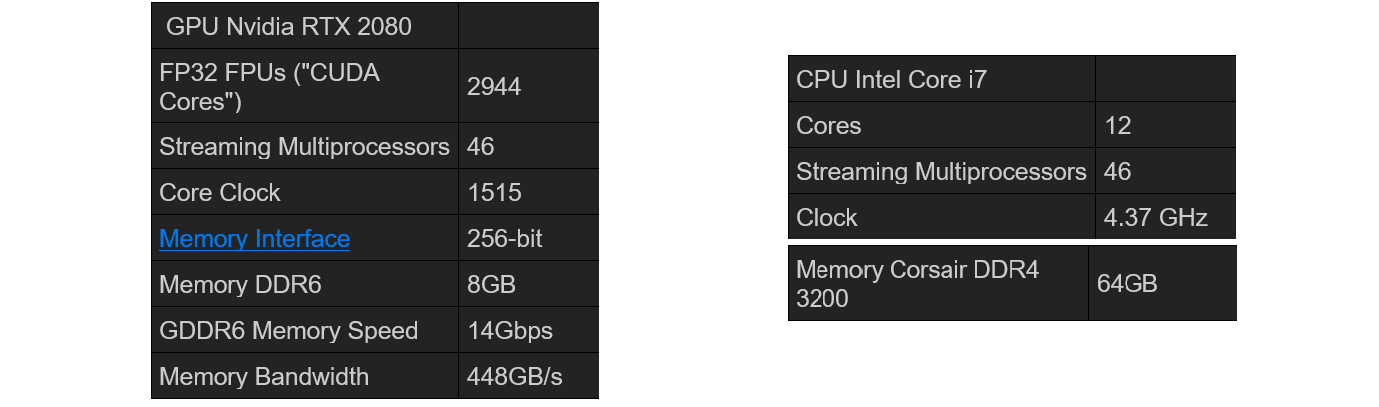 GPU Nvidia RTX 2080
FP32 FPUs ("CUDA
Cores") 2944
Streaming Multiprocessors 46
Core Clock 1515
Memory Interface 256-bit
Memory DDR6 8GB
GDDR6 Memory Speed 14Gbps
Memory Bandwidth 448GB/s
CPU Intel Core i7
Cores 12
Streaming Multiprocessors 46
Clock 4.37 GHz
Memory Corsair DDR4
3200 64GB